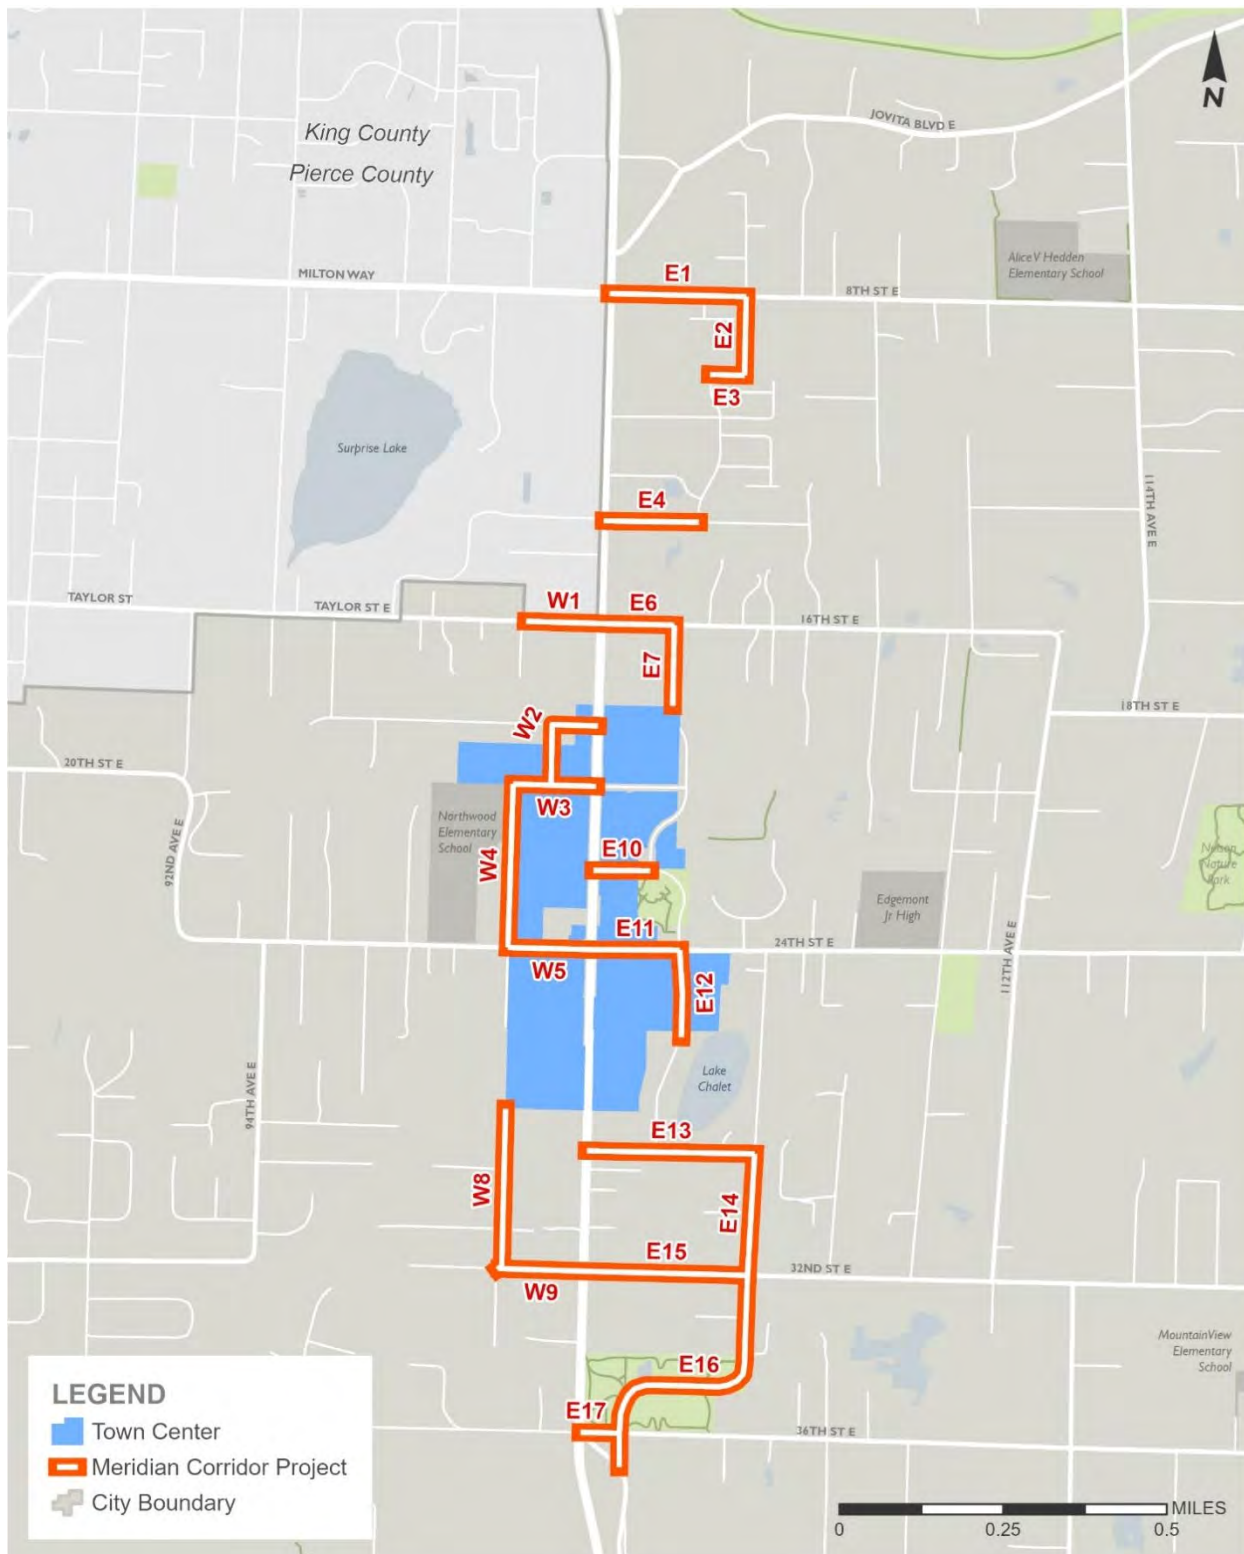 King County
Pierce County
N
JOVITA BLVD E
Alice V Hedden
Elementary School
MILTON WAY
E1
8TH ST E
E2
E3
Surprise Lake
114TH AVE E
E4
TAYLOR ST
TAYLOR ST E
W1
E6
16TH ST E
E7
18TH ST E
W2
20TH ST E
W3
Northwood
Elementary
School
92ND AVE E
W4
E10
Nelson
Nature
Park
Edgemont
Jr High
E11
24TH ST E
W5
E12
112TH AVE E
Lake
Chalet
94TH AVE E
E13
W8
E14
E15
32ND ST E
W9
Mountain View
Elementary
School
E16
E17
36TH ST E
LEGEND
Town Center
Meridian Corridor Project
City Boundary
MILES
0
0.25
0.5